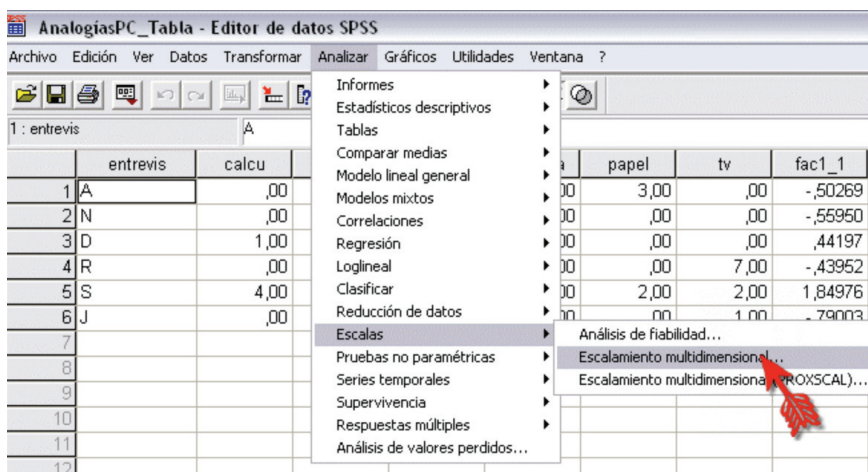 AnalogíasPC_Tabla - Editor de datos SPSS
Archivo Edición Ver Datos Transformar Analizar Gráficos Utilidades Ventana ?
1 : entrevis A
entrevis calcu papel tv fac1_1
1 A ,00 3,00 ,00 -,50269
2 N ,00 ,00 ,00 -,55950
3 D 1,00 ,00 ,00 ,44197
4 R ,00 ,00 7,00 -,43952
5 S 4,00 2,00 2,00 1,84976
6 J ,00 ,00 1,00 -,79003
7
8
9
10
11
12
Informes
Estadísticos descriptivos
Tablas
Comparar medias
Modelo lineal general
Modelos mixtos
Correlaciones
Regresión
Loglineal
Clasificar
Reducción de datos
Escalas
Pruebas no paramétricas
Series temporales
Supervivencia
Respuestas múltiples
Análisis de valores perdidos...
Análisis de fiabilidad...
Escalamiento multidimensional...
Escalamiento multidimensional (PROXSCAL)...